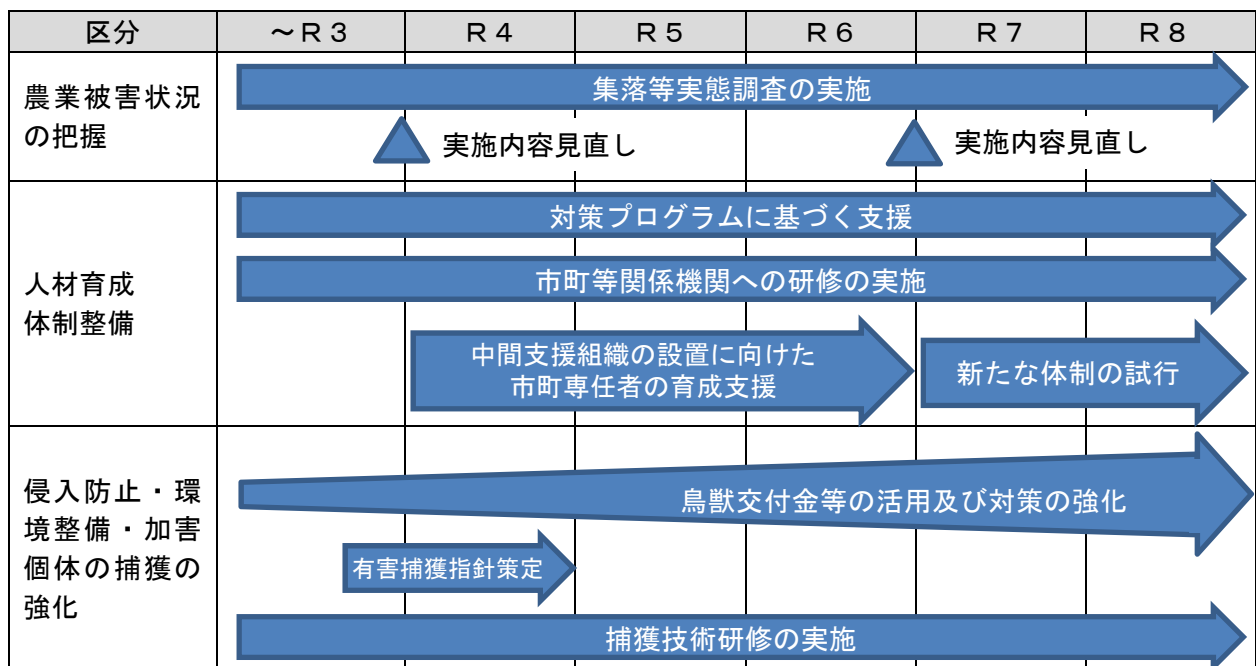 区分
～Ｒ３
Ｒ４
Ｒ５
Ｒ６
Ｒ７
Ｒ８
農業被害状況
の把握
集落等実態調査の実施
実施内容見直し
実施内容見直し
人材育成
体制整備
対策プログラムに基づく支援
市町等関係機関への研修の実施
中間支援組織の設置に向けた
市町専任者の育成支援
新たな体制の試行
侵入防止・環
境整備・加害
個体の捕獲の
強化
鳥獣交付金等の活用及び対策の強化
有害捕獲指針策定
捕獲技術研修の実施